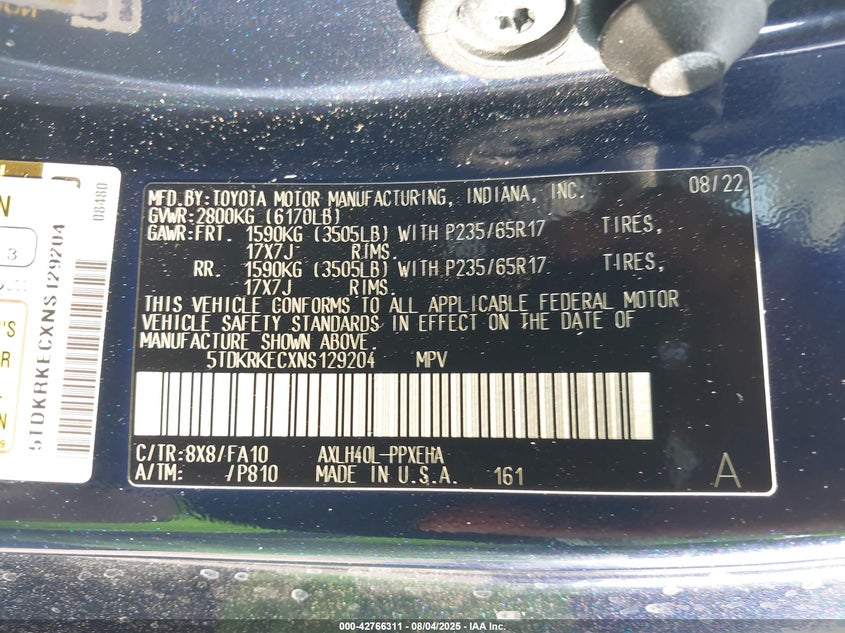 MFD.BY:TOYOTA MOTOR MANUFACTURING, INDIANA, INC. 08/22
GVWR:2800KG (6170LB)
GAWR:FRT. 1590KG (3505LB) WITH P235/65R17 TIRES,
17X7J RIMS.
RR. 1590KG (3505LB) WITH P235/65R17 TIRES,
17X7J RIMS.
THIS VEHICLE CONFORMS TO ALL APPLICABLE FEDERAL MOTOR
VEHICLE SAFETY STANDARDS IN EFFECT ON THE DATE OF
MANUFACTURE SHOWN ABOVE.
5TDKRKECXNS129204 MPV
C/TR:8X8/FA10 AXLH40L-PPXEHA
A/TM: /P810 MADE IN U.S.A. 161 A
08480
5TDKRKECXNS129204
N
3
'S
R
N
000-42766311 - 08/04/2025 - IAA Inc.